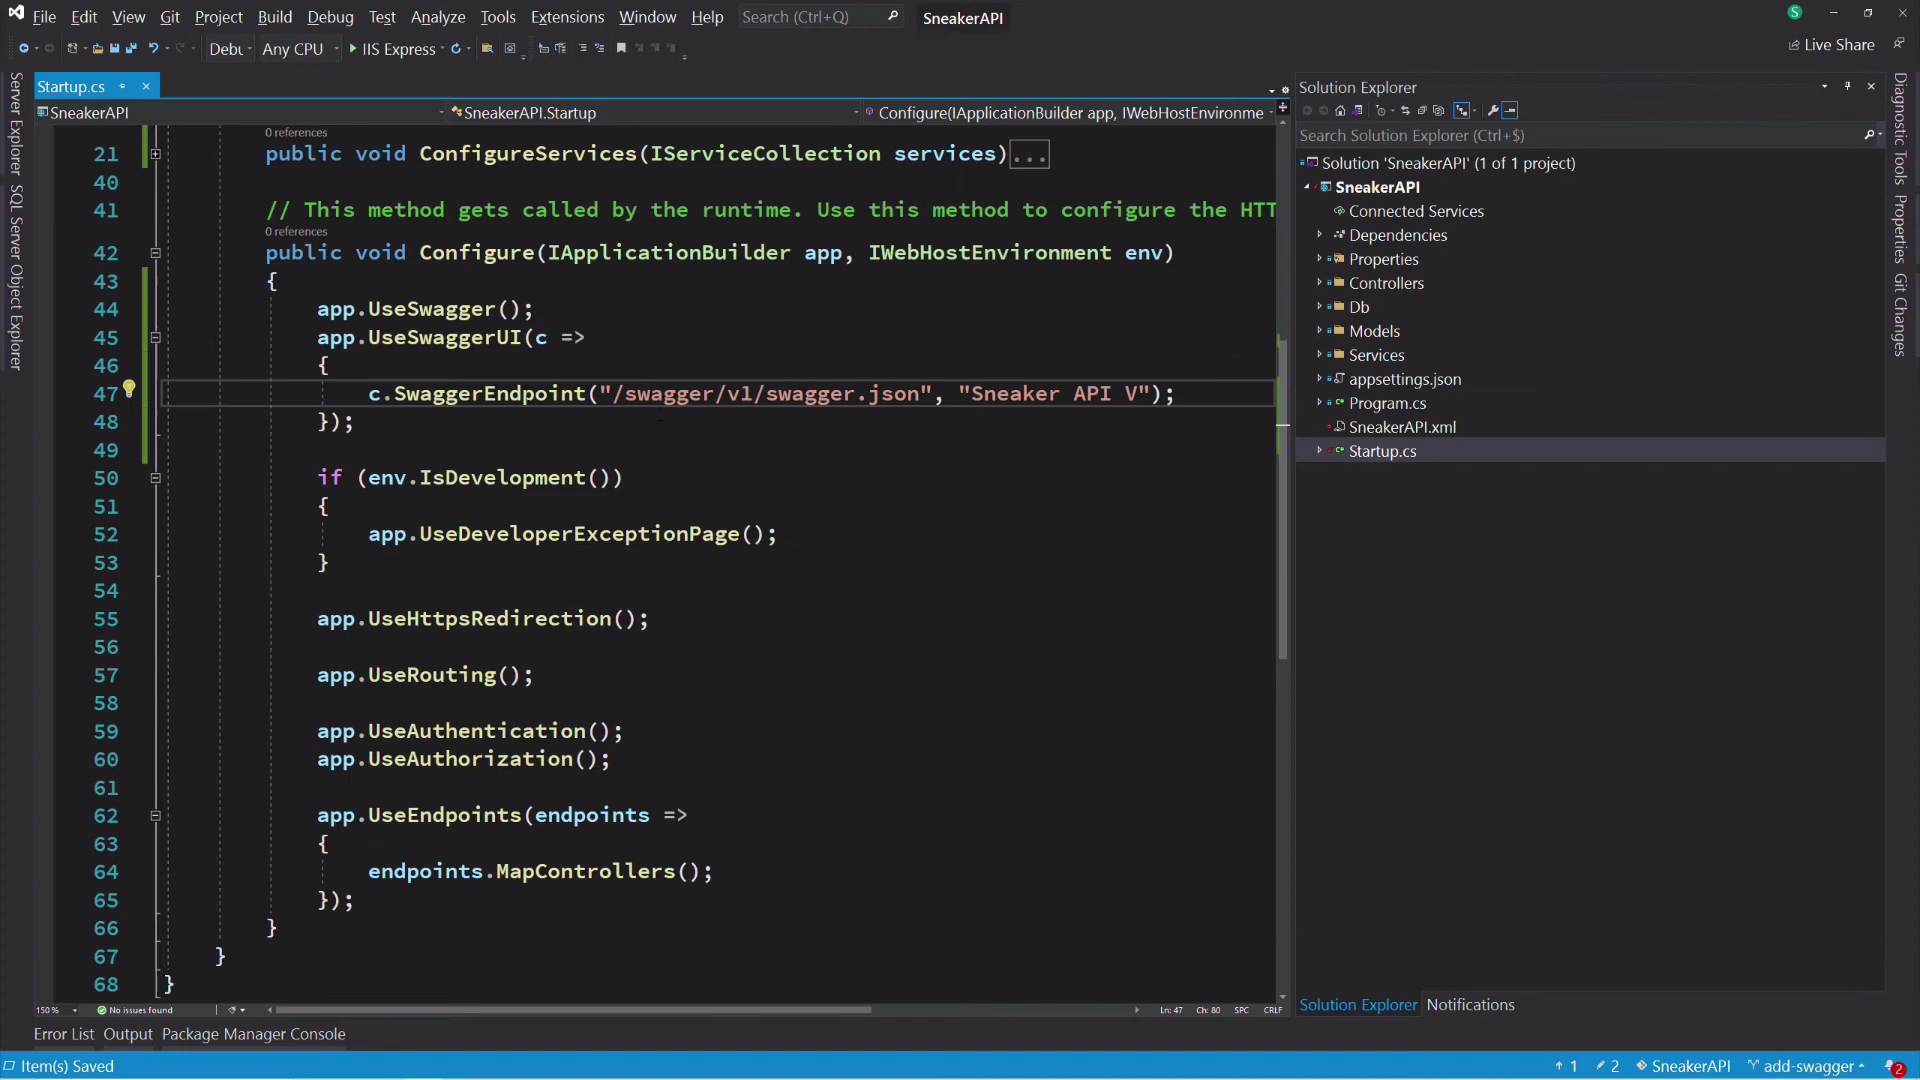 File Edit View Git Project Build Debug Test Analyze Tools Extensions Window Help Search (Ctrl+Q) SneakerAPI S
Debu Any CPU IIS Express Live Share
Startup.cs
SneakerAPI SneakerAPI.Startup Configure(IApplicationBuilder app, IWebHostEnvironme
Server Explorer
SQL Server Object Explorer
0 references
21 public void ConfigureServices(IServiceCollection services)...
40
41 // This method gets called by the runtime. Use this method to configure the HTT
0 references
42 public void Configure(IApplicationBuilder app, IWebHostEnvironment env)
43 {
44 app.UseSwagger();
45 app.UseSwaggerUI(c =>
46 {
47 c.SwaggerEndpoint("/swagger/v1/swagger.json", "Sneaker API V");
48 });
49
50 if (env.IsDevelopment())
51 {
52 app.UseDeveloperExceptionPage();
53 }
54
55 app.UseHttpsRedirection();
56
57 app.UseRouting();
58
59 app.UseAuthentication();
60 app.UseAuthorization();
61
62 app.UseEndpoints(endpoints =>
63 {
64 endpoints.MapControllers();
65 });
66 }
67 }
68 }
150 % No issues found Ln: 47 Ch: 80 SPC CRLF
Solution Explorer
Search Solution Explorer (Ctrl+$)
Solution 'SneakerAPI' (1 of 1 project)
SneakerAPI
Connected Services
Dependencies
Properties
Controllers
Db
Models
Services
appsettings.json
Program.cs
SneakerAPI.xml
Startup.cs
Solution Explorer Notifications
Diagnostic Tools
Properties
Git Changes
Error List Output Package Manager Console
Item(s) Saved 1 2 SneakerAPI add-swagger 2